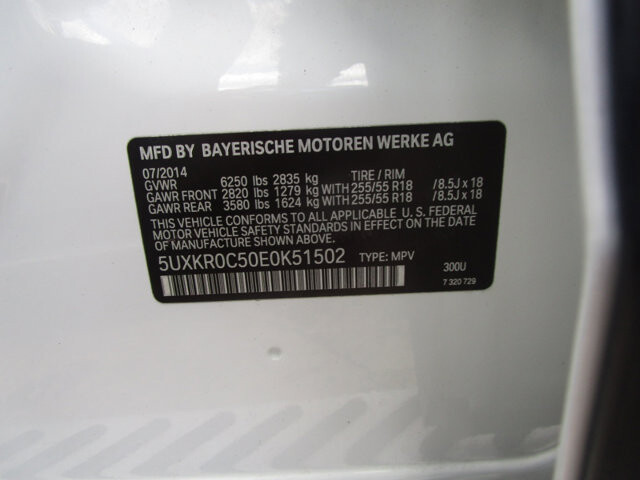 MFD BY BAYERISCHE MOTOREN WERKE AG
07/2014 TIRE / RIM
GVWR 6250 lbs 2835 kg
GAWR FRONT 2820 lbs 1279 kg WITH 255/55 R18 /8.5J x 18
GAWR REAR 3580 lbs 1624 kg WITH 255/55 R18 /8.5J x 18
THIS VEHICLE CONFORMS TO ALL APPLICABLE U.S. FEDERAL
MOTOR VEHICLE SAFETY STANDARDS IN EFFECT ON THE
DATE OF MANUFACTURE SHOWN ABOVE.
5UXKR0C50E0K51502 TYPE: MPV
300U
7 320 729